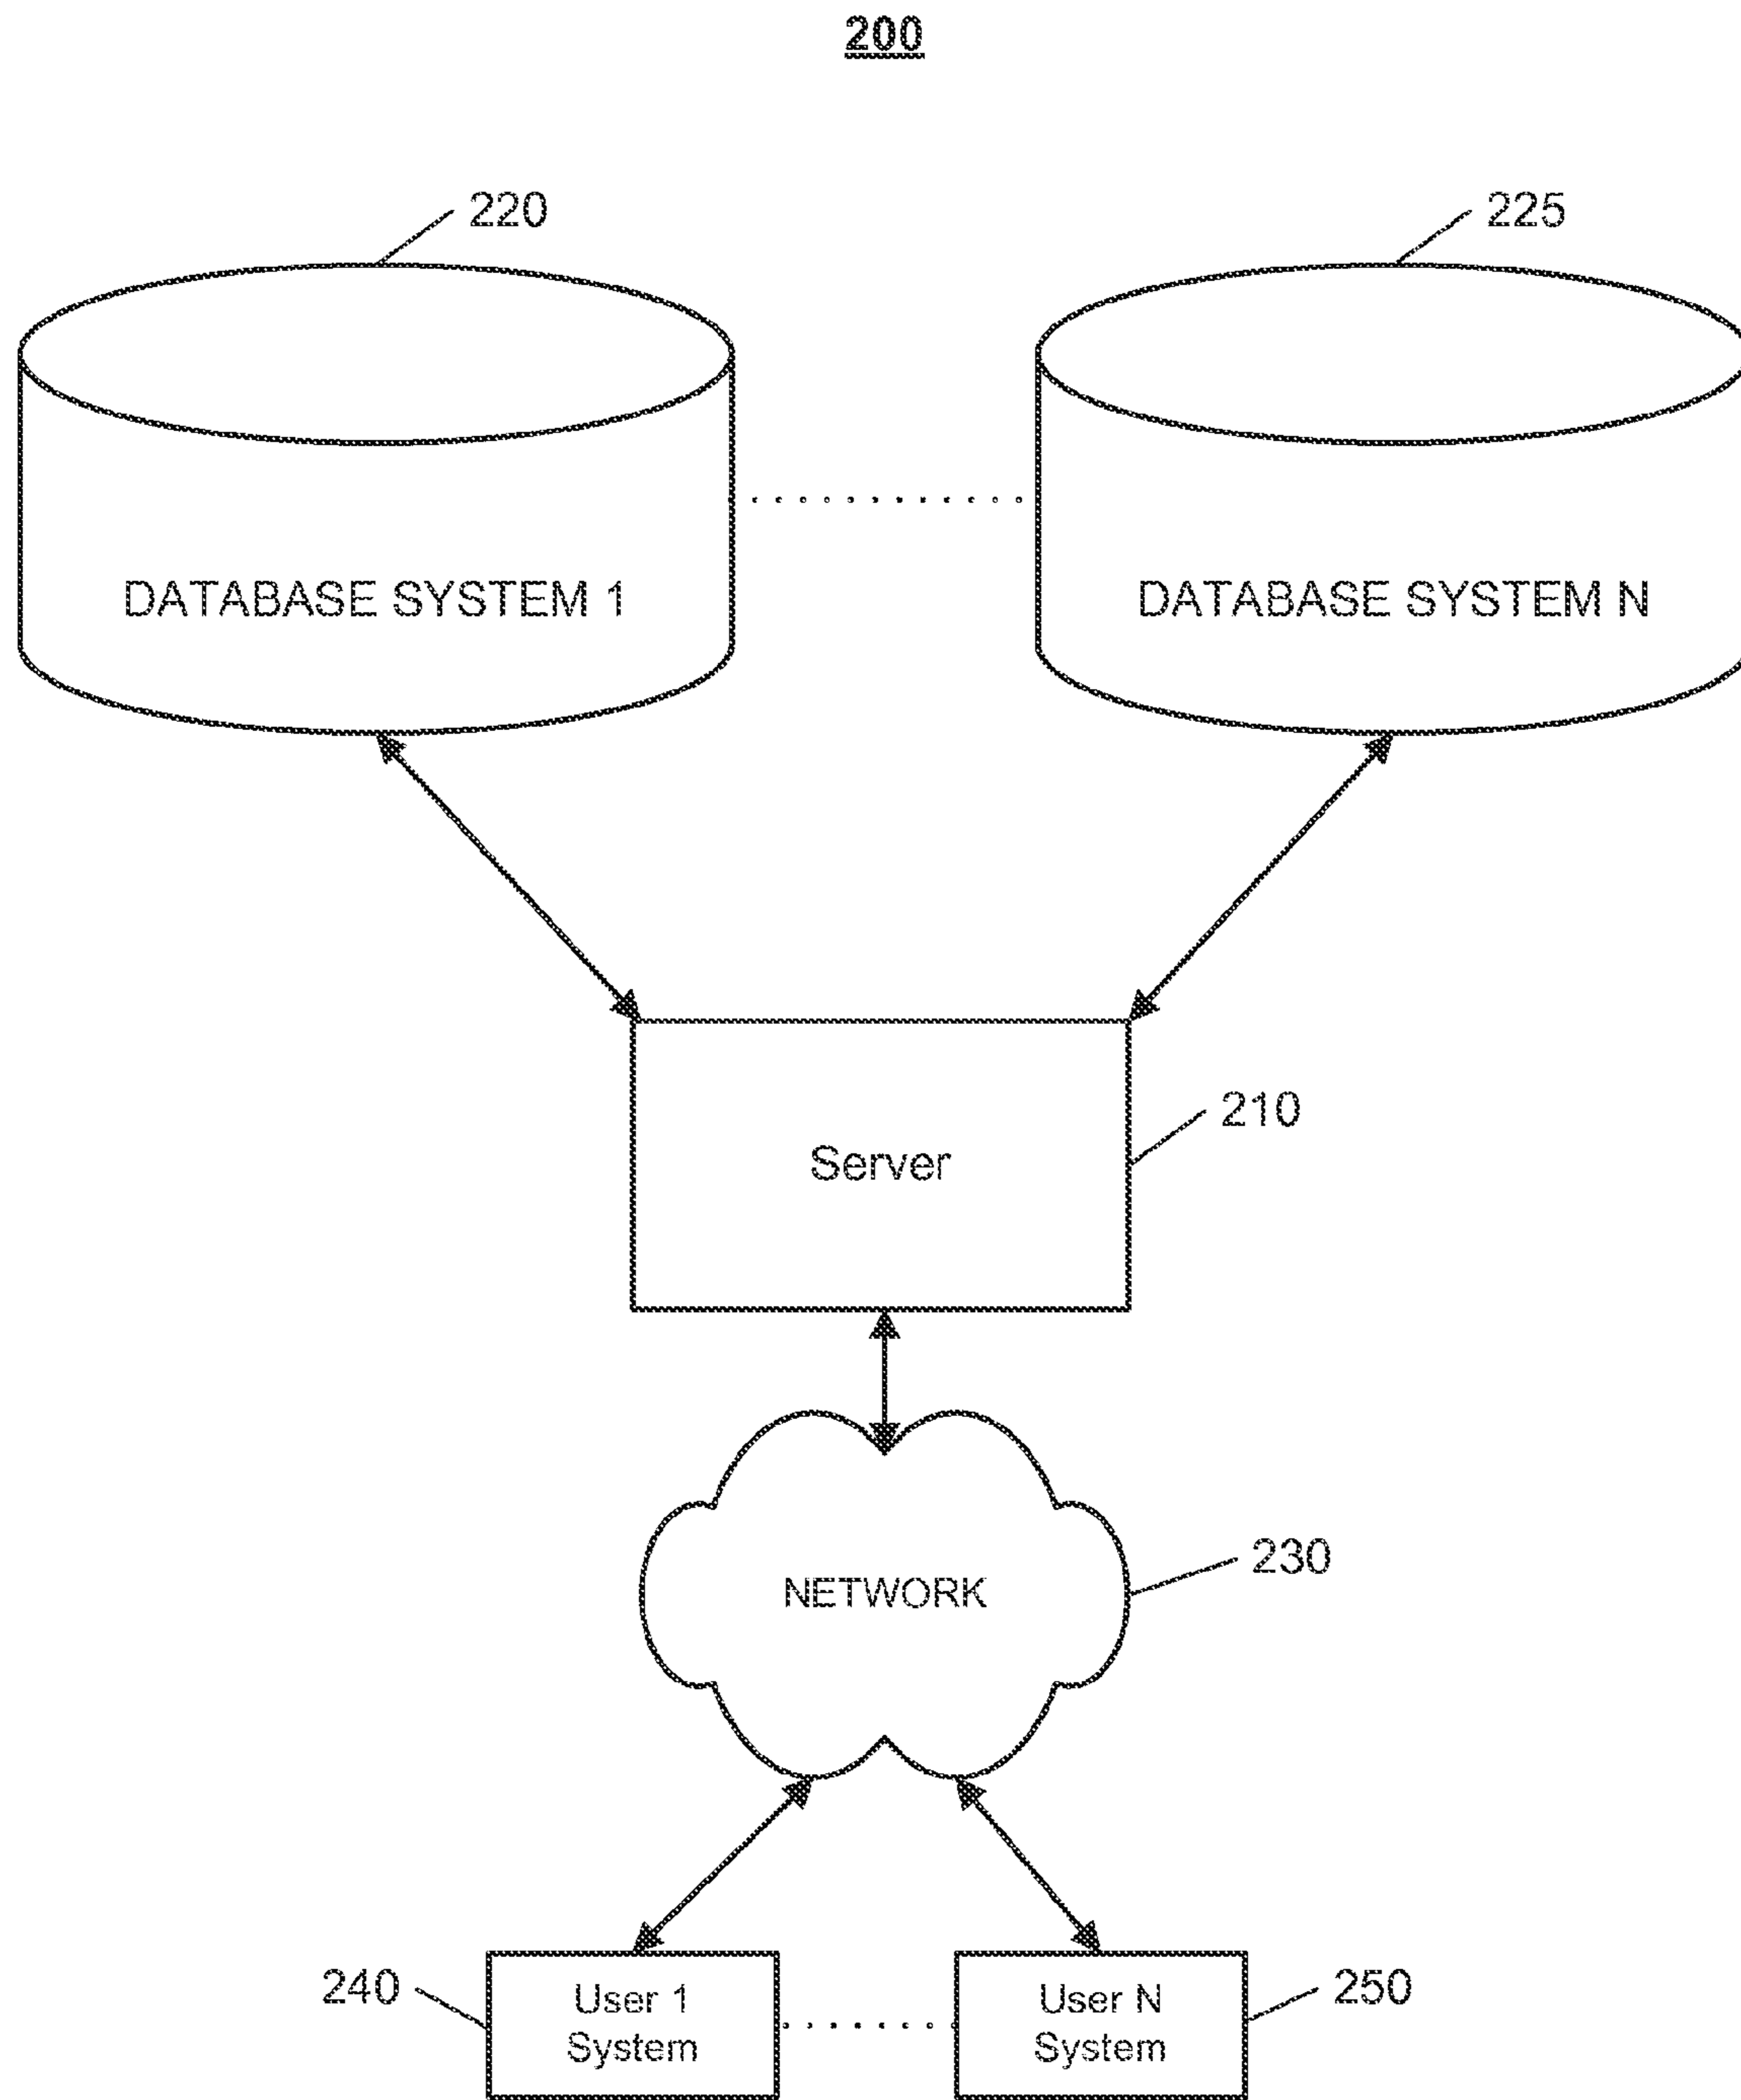 200
220
225
DATABASE SYSTEM 1
DATABASE SYSTEM N
210
Server
230
NETWORK
240
User 1
System
User N
System
250